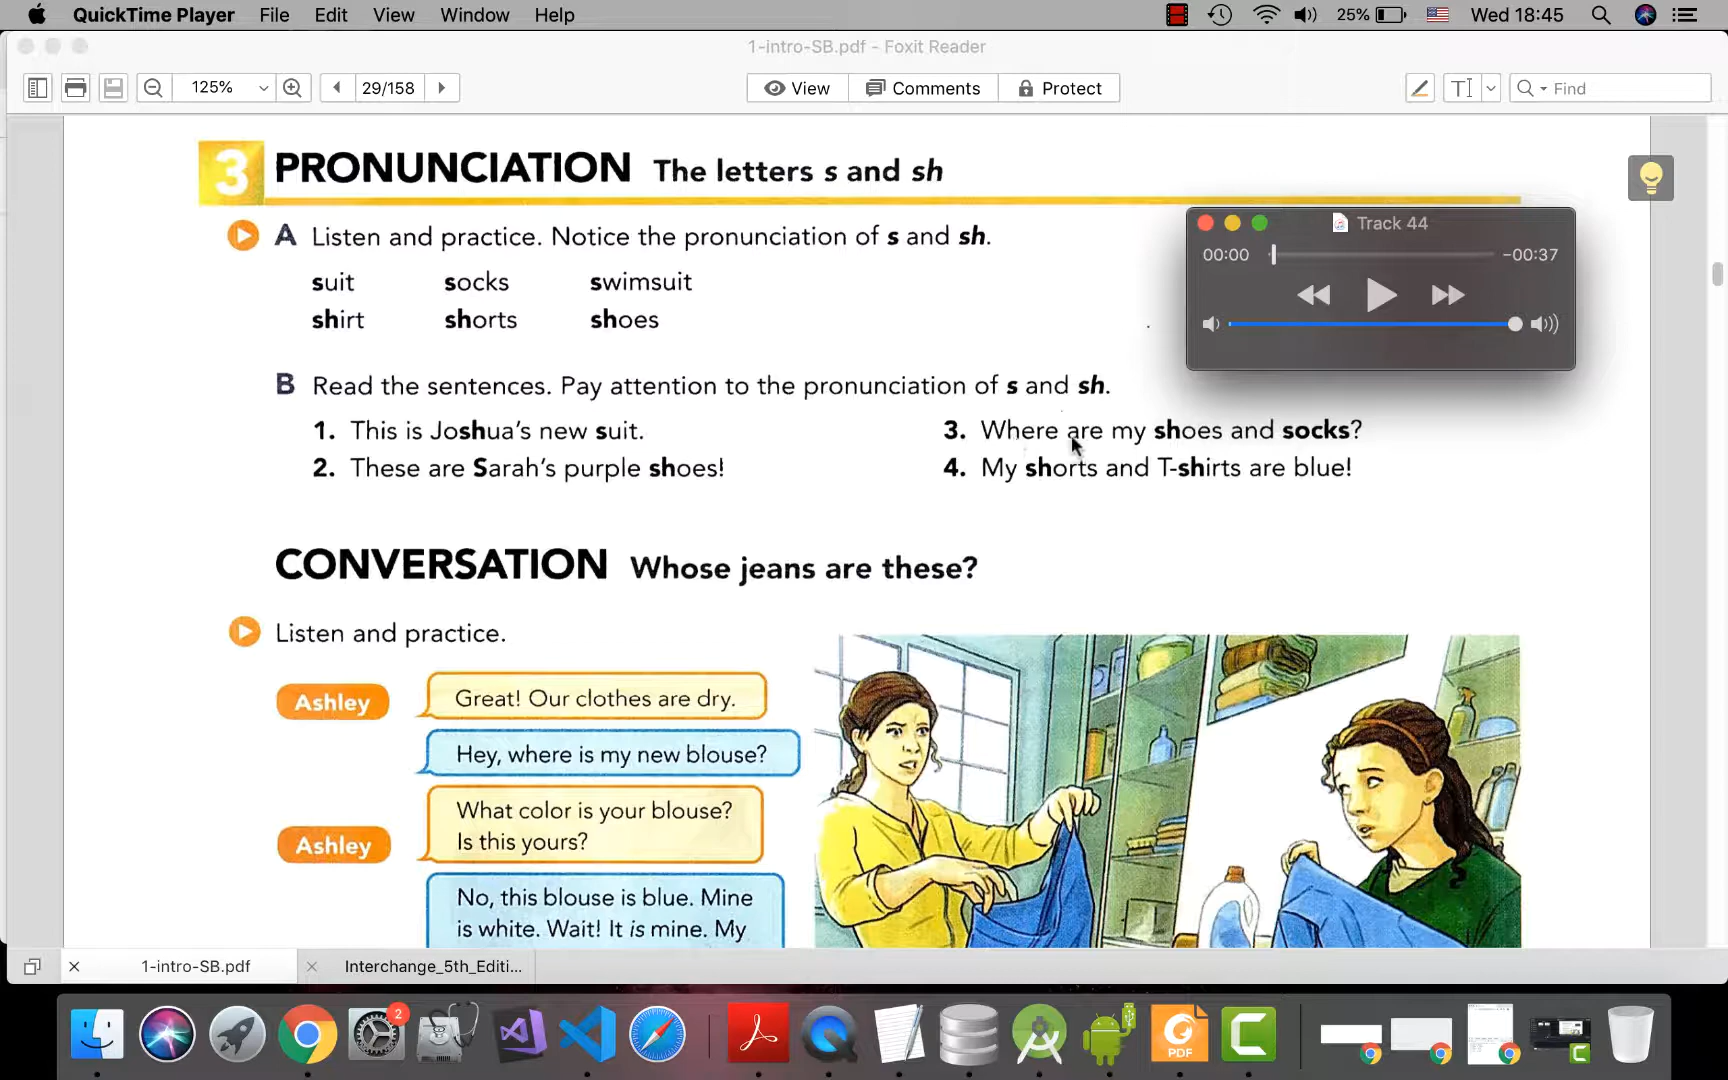 QuickTime Player File Edit View Window Help 25% Wed 18:45
1-intro-SB.pdf - Foxit Reader
125% 29/158 View Comments Protect T Find
3 PRONUNCIATION The letters s and sh
A Listen and practice. Notice the pronunciation of s and sh.
suit socks swimsuit
shirt shorts shoes
Track 44
00:00 −00:37
B Read the sentences. Pay attention to the pronunciation of s and sh.
1. This is Joshua's new suit.
2. These are Sarah's purple shoes!
3. Where are my shoes and socks?
4. My shorts and T-shirts are blue!
CONVERSATION Whose jeans are these?
Listen and practice.
Ashley Great! Our clothes are dry.
Hey, where is my new blouse?
Ashley What color is your blouse?
Is this yours?
No, this blouse is blue. Mine
is white. Wait! It is mine. My
1-intro-SB.pdf Interchange_5th_Editi...
2
PDF